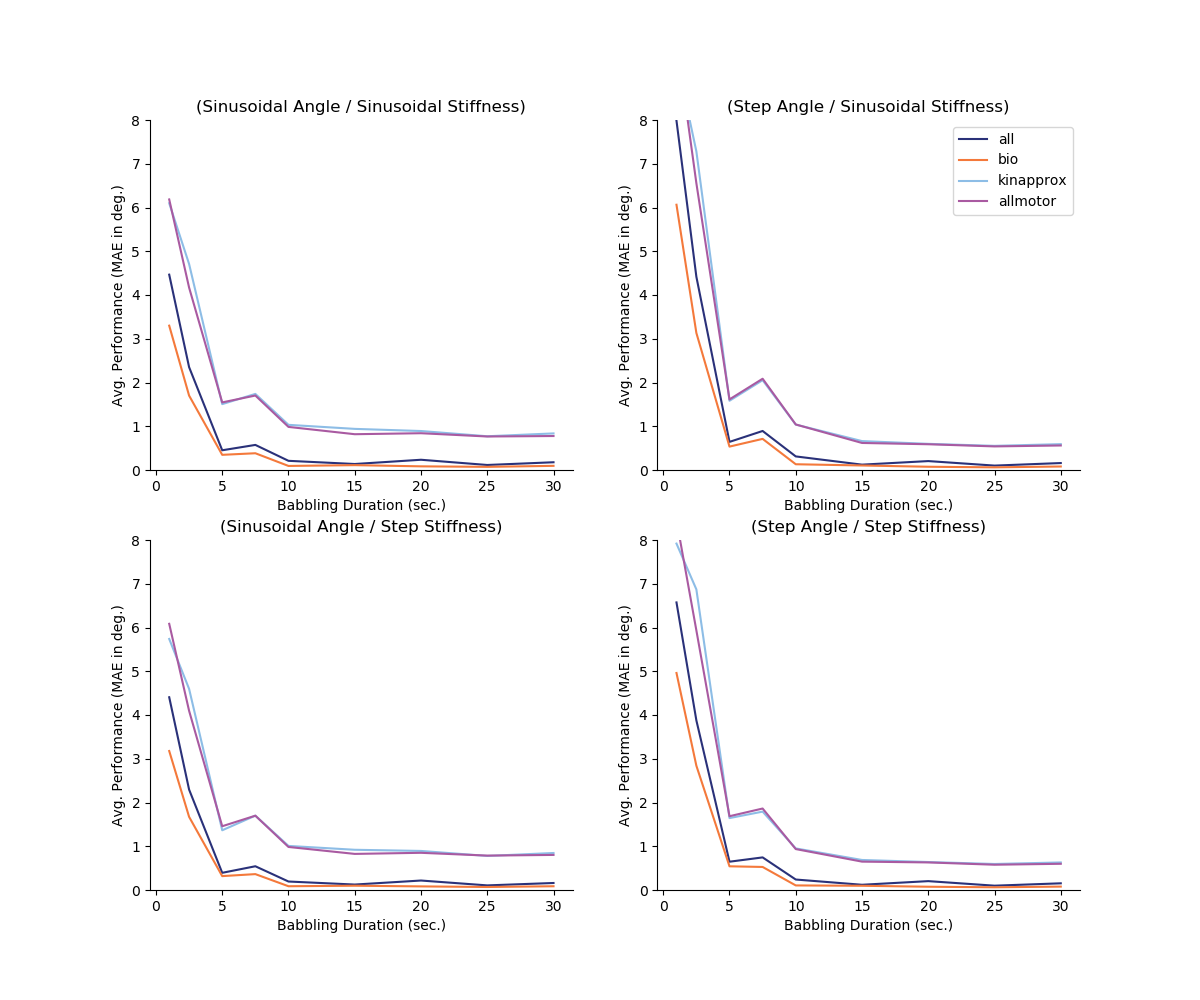 (Sinusoidal Angle / Sinusoidal Stiffness)
8
7
6
5
4
3
2
1
0
Avg. Performance (MAE in deg.)
0 5 10 15 20 25 30
Babbling Duration (sec.)
(Step Angle / Sinusoidal Stiffness)
8
7
6
5
4
3
2
1
0
Avg. Performance (MAE in deg.)
all
bio
kinapprox
allmotor
0 5 10 15 20 25 30
Babbling Duration (sec.)
(Sinusoidal Angle / Step Stiffness)
8
7
6
5
4
3
2
1
0
Avg. Performance (MAE in deg.)
0 5 10 15 20 25 30
Babbling Duration (sec.)
(Step Angle / Step Stiffness)
8
7
6
5
4
3
2
1
0
Avg. Performance (MAE in deg.)
0 5 10 15 20 25 30
Babbling Duration (sec.)